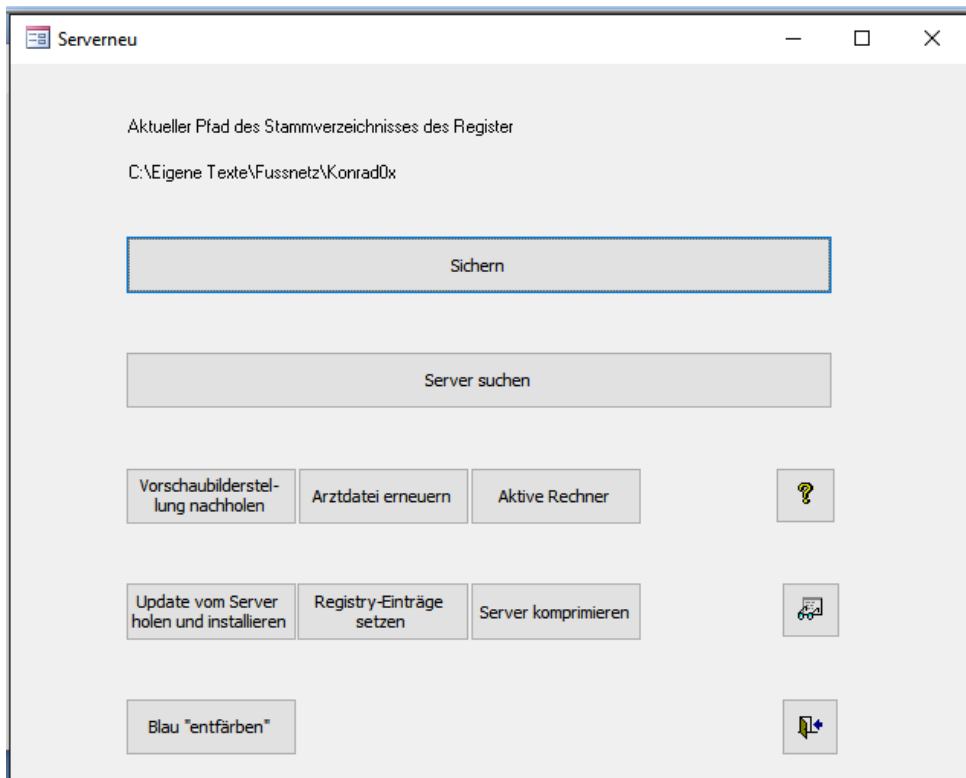 Serverneu
Aktueller Pfad des Stammverzeichnisses des Register
C:\Eigene Texte\Fussnetz\Konrad0x
Sichern
Server suchen
Vorschaubilderstel-
lung nachholen
Arztdatei erneuern
Aktive Rechner
?
Update vom Server
holen und installieren
Registry-Einträge
setzen
Server komprimieren
Blau "entfärben"